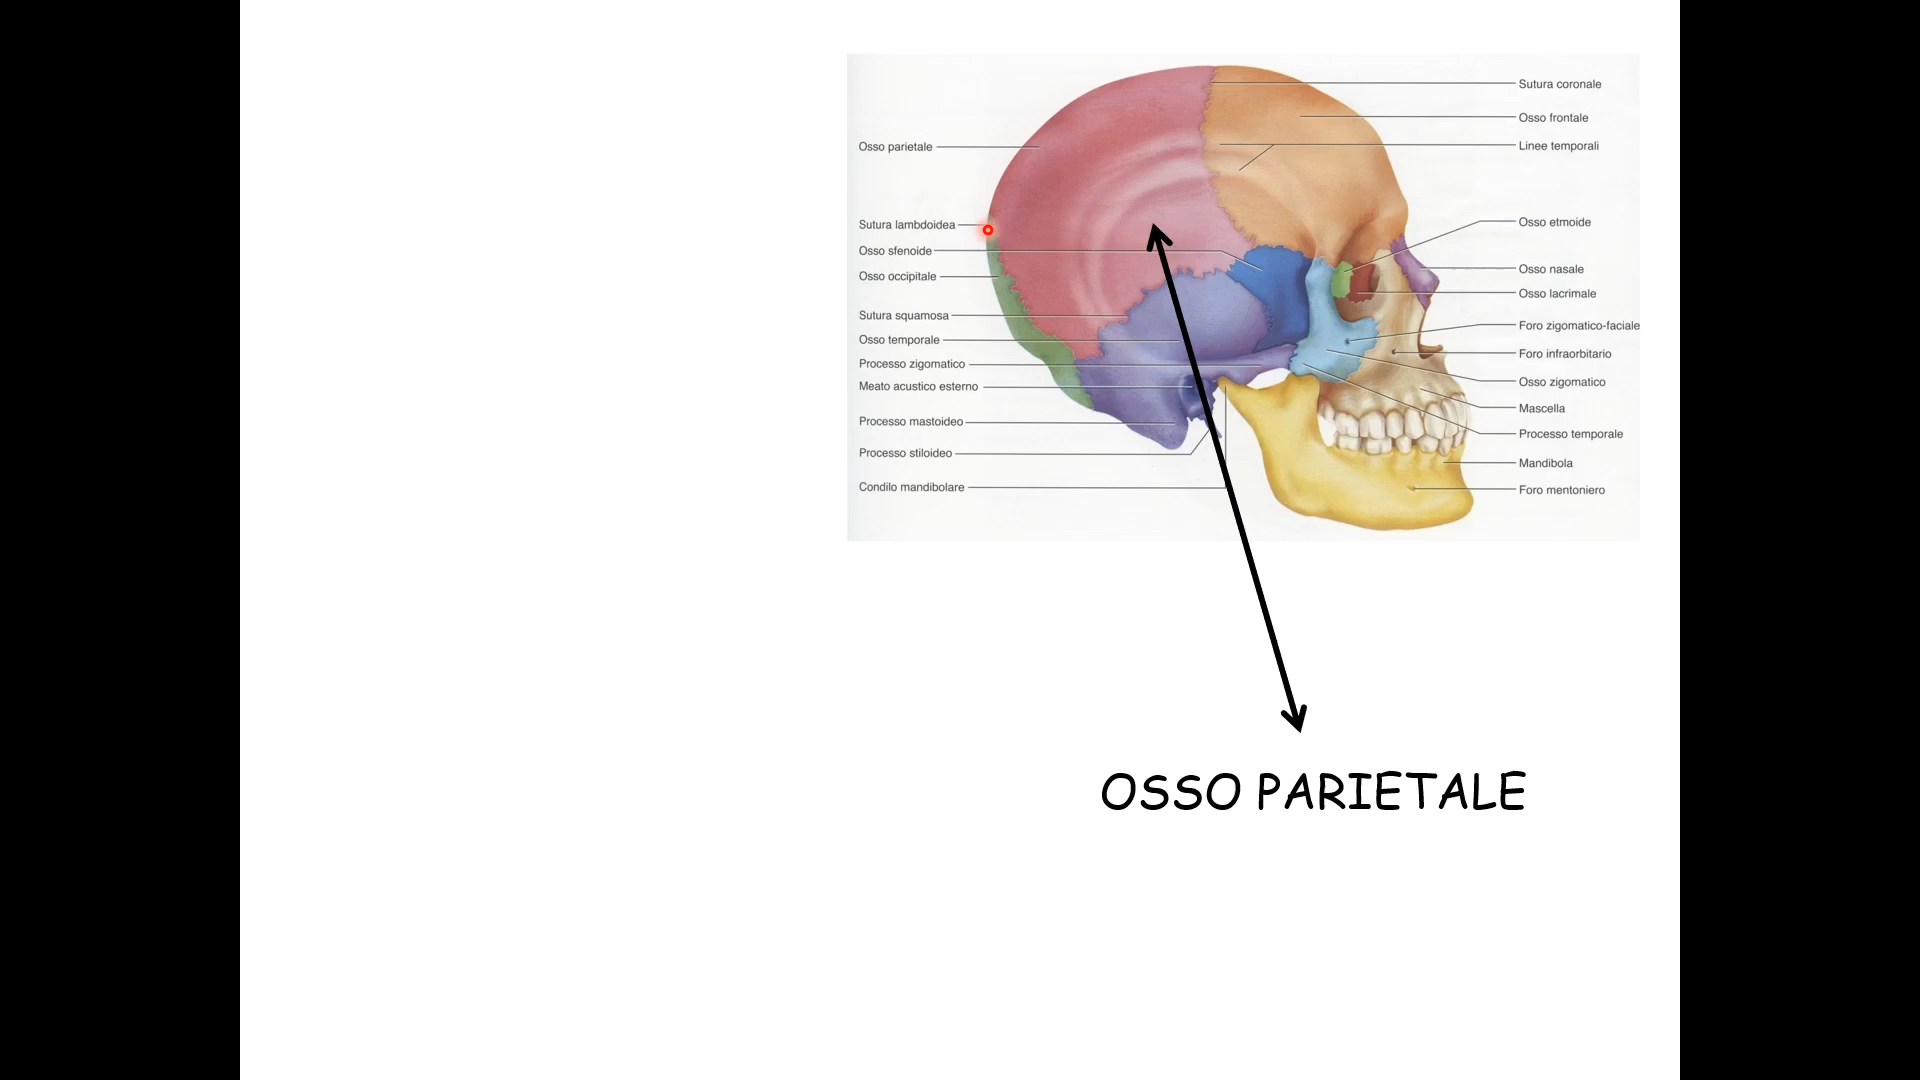 Osso parietale
Sutura lambdoidea
Osso sfenoide
Osso occipitale
Sutura squamosa
Osso temporale
Processo zigomatico
Meato acustico esterno
Processo mastoideo
Processo stiloideo
Condilo mandibolare
Sutura coronale
Osso frontale
Linee temporali
Osso etmoide
Osso nasale
Osso lacrimale
Foro zigomatico-faciale
Foro infraorbitario
Osso zigomatico
Mascella
Processo temporale
Mandibola
Foro mentoniero
OSSO PARIETALE